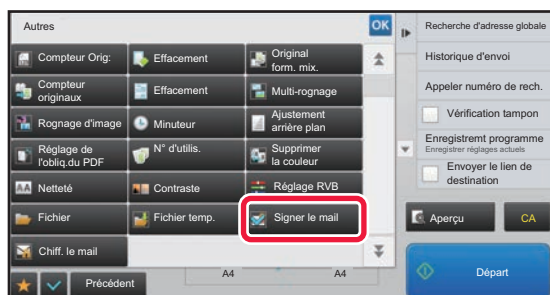 Autres
OK
Compteur Orig:
Effacement
Original
form. mix.
Compteur
originaux
Effacement
Multi-rognage
Rognage d'image
Minuteur
Ajustement
arrière plan
Réglage de
l'obliq.du PDF
N° d'utilis.
Supprimer
la couleur
AA
Netteté
Contraste
Réglage RVB
Fichier
Fichier temp.
Signer le mail
Chiff. le mail
Précédent
A4
A4
Recherche d'adresse globale
Historique d'envoi
Appeler numéro de rech.
Vérification tampon
Enregistremt programme
Enregistrer réglages actuels
Envoyer le lien de
destination
Aperçu
CA
Départ